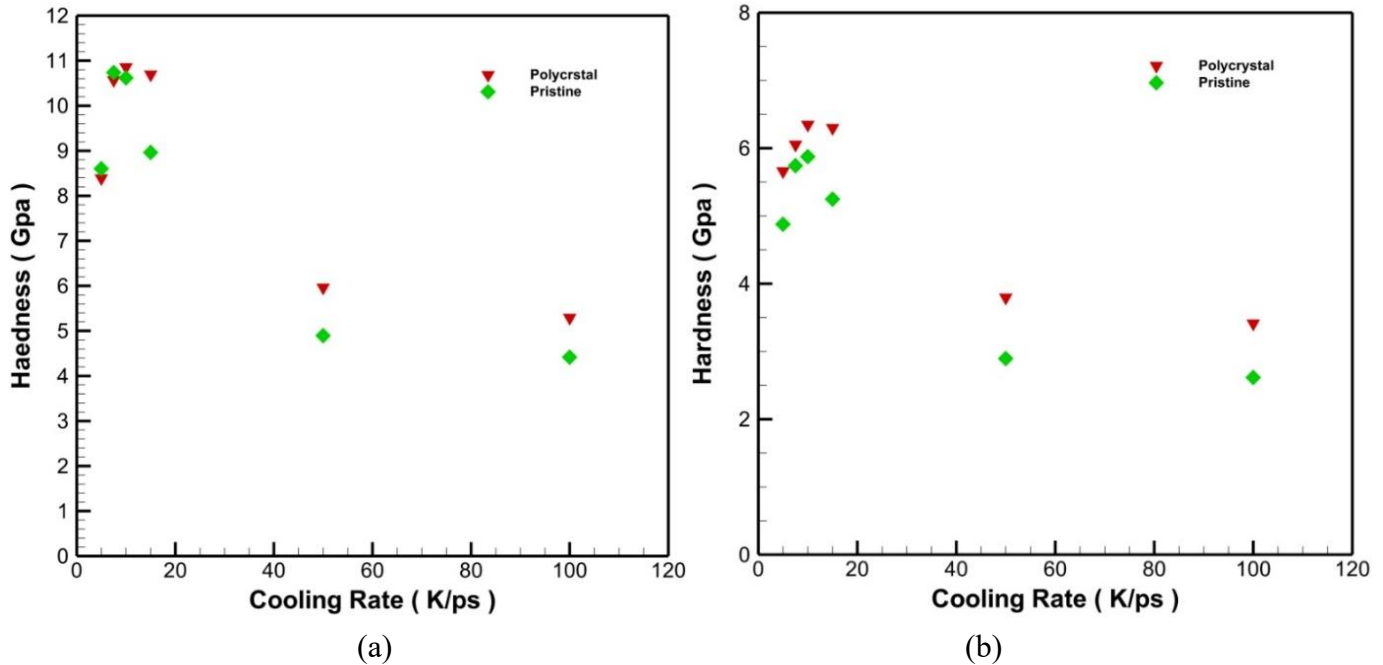 12
11
10
9
8
7
6
5
4
3
2
1
0
Haedness ( Gpa )
Polycrstal
Pristine
0 20 40 60 80 100 120
Cooling Rate ( K/ps )
(a)
8
6
4
2
0
Hardness ( Gpa )
Polycrystal
Pristine
0 20 40 60 80 100 120
Cooling Rate ( K/ps )
(b)